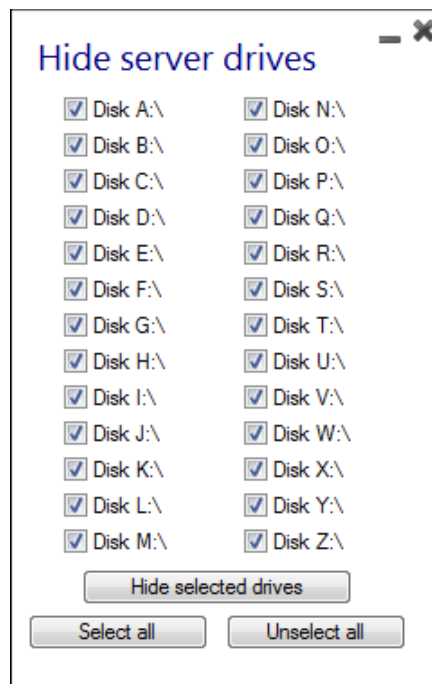 Hide server drives
Disk A:\
Disk B:\
Disk C:\
Disk D:\
Disk E:\
Disk F:\
Disk G:\
Disk H:\
Disk I:\
Disk J:\
Disk K:\
Disk L:\
Disk M:\
Disk N:\
Disk O:\
Disk P:\
Disk Q:\
Disk R:\
Disk S:\
Disk T:\
Disk U:\
Disk V:\
Disk W:\
Disk X:\
Disk Y:\
Disk Z:\
Hide selected drives
Select all
Unselect all